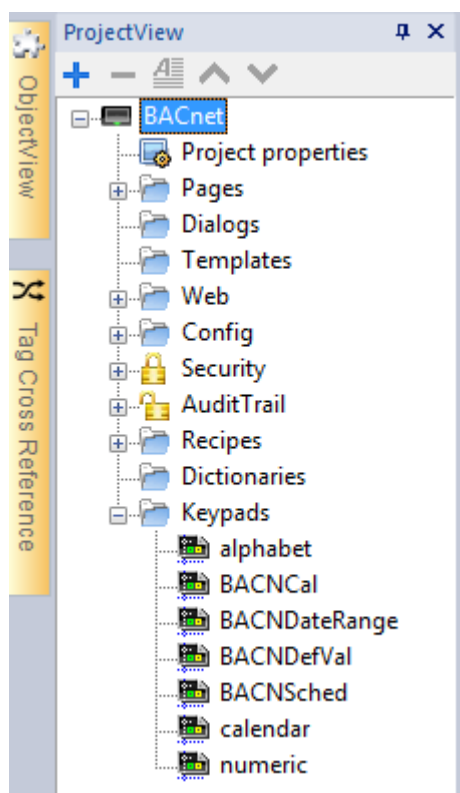 ProjectView
BACnet
Project properties
Pages
Dialogs
Templates
Web
Config
Security
AuditTrail
Recipes
Dictionaries
Keypads
alphabet
BACNCal
BACNDateRange
BACNDefVal
BACNSched
calendar
numeric
ObjectView
Tag Cross Reference